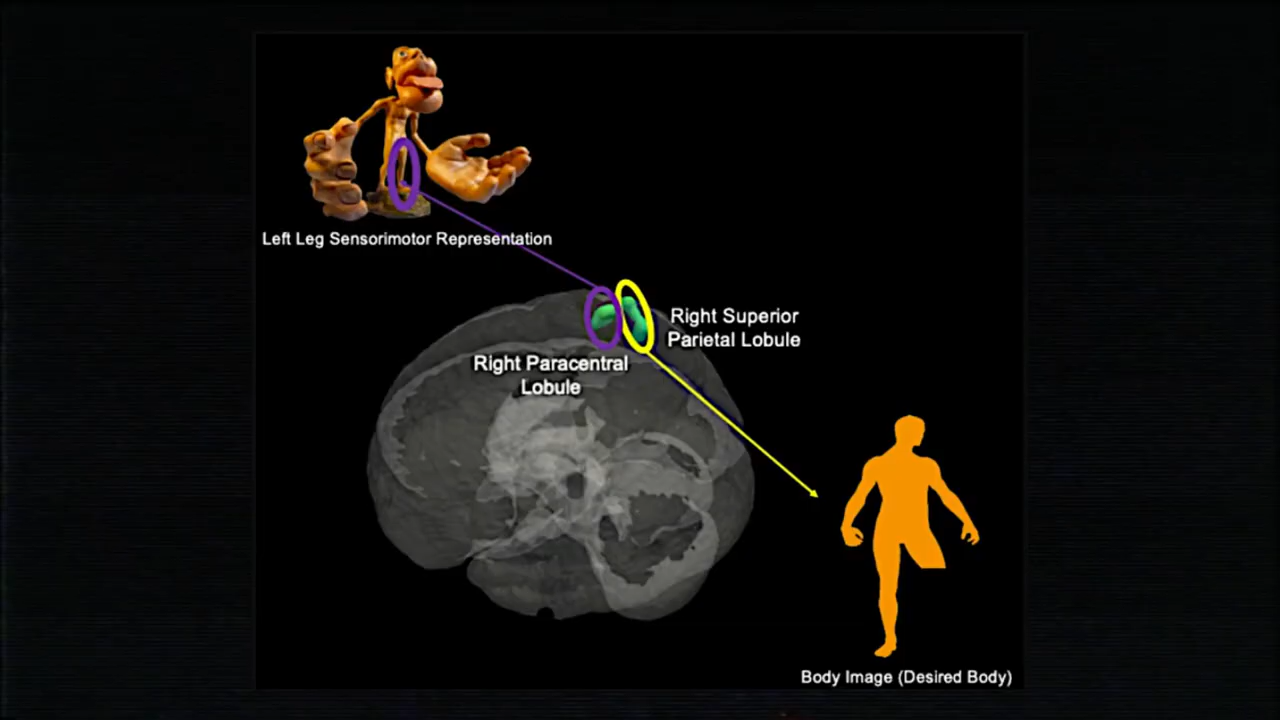 Left Leg Sensorimotor Representation
Right Superior
Parietal Lobule
Right Paracentral
Lobule
Body Image (Desired Body)